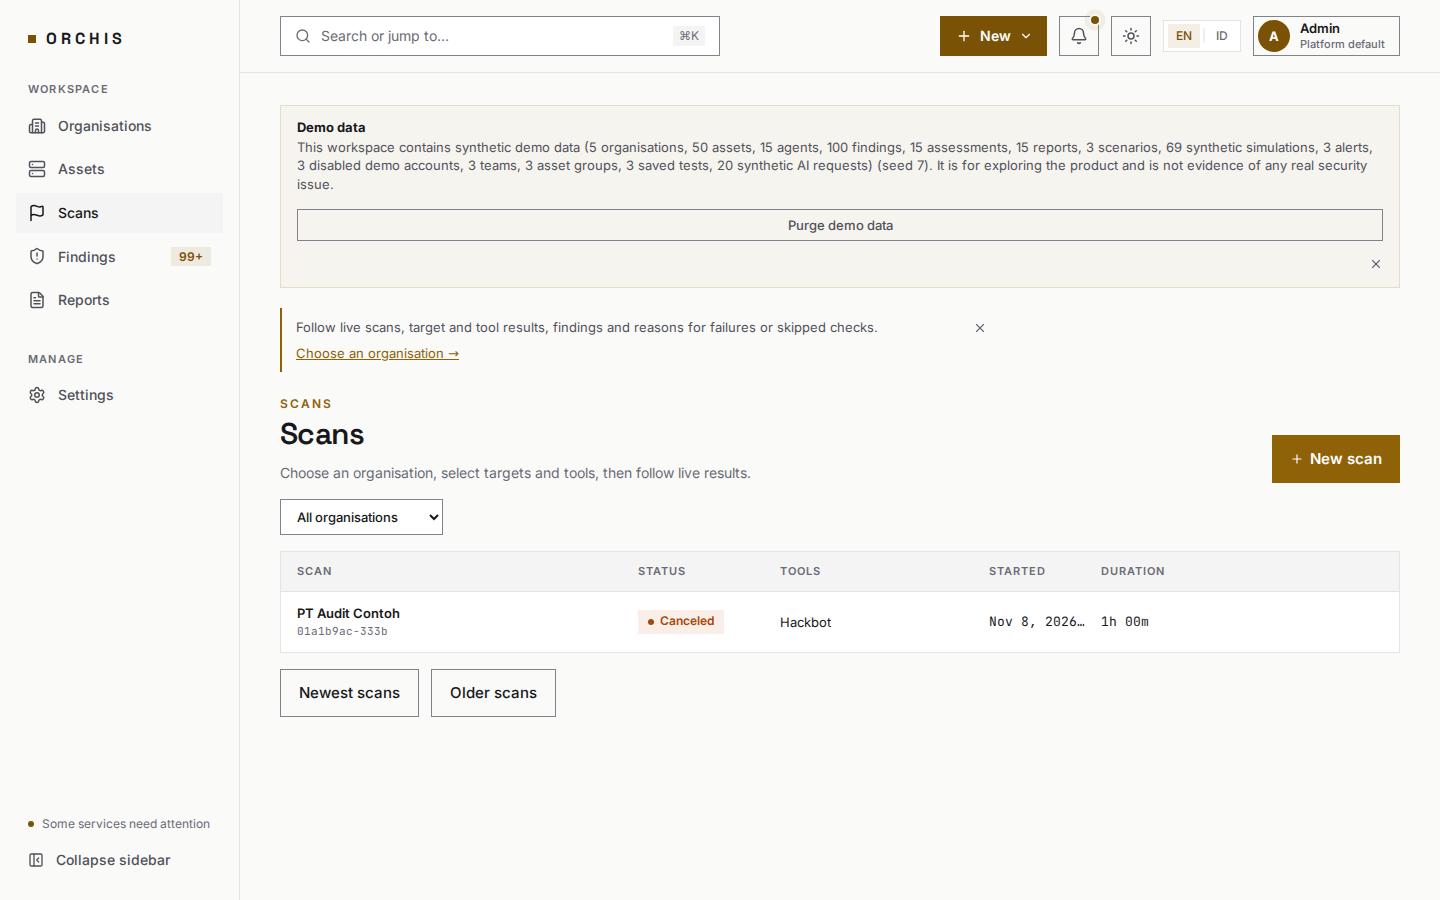 ORCHIS
Search or jump to...
⌘K
New
EN
ID
A
Admin
Platform default
WORKSPACE
Organisations
Assets
Scans
Findings
99+
Reports
MANAGE
Settings
Demo data
This workspace contains synthetic demo data (5 organisations, 50 assets, 15 agents, 100 findings, 15 assessments, 15 reports, 3 scenarios, 69 synthetic simulations, 3 alerts,
3 disabled demo accounts, 3 teams, 3 asset groups, 3 saved tests, 20 synthetic AI requests) (seed 7). It is for exploring the product and is not evidence of any real security
issue.
Purge demo data
Follow live scans, target and tool results, findings and reasons for failures or skipped checks.
Choose an organisation →
SCANS
Scans
Choose an organisation, select targets and tools, then follow live results.
+ New scan
All organisations
SCAN
STATUS
TOOLS
STARTED
DURATION
PT Audit Contoh
01a1b9ac-333b
Canceled
Hackbot
Nov 8, 2026…
1h 00m
Newest scans
Older scans
Some services need attention
Collapse sidebar